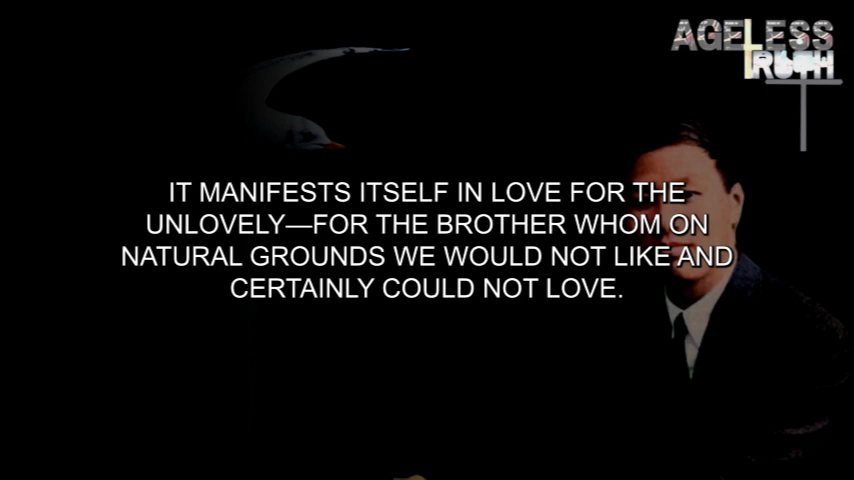 AGELESS
TRUTH
IT MANIFESTS ITSELF IN LOVE FOR THE
UNLOVELY—FOR THE BROTHER WHOM ON
NATURAL GROUNDS WE WOULD NOT LIKE AND
CERTAINLY COULD NOT LOVE.